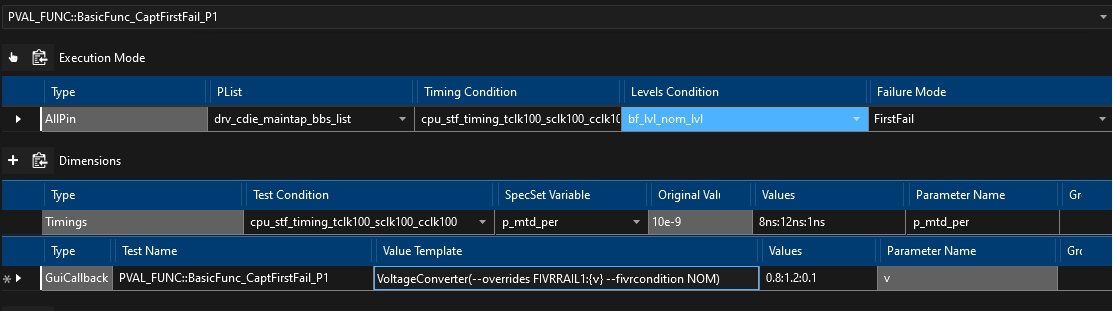 PVAL_FUNC::BasicFunc_CaptFirstFail_P1
Execution Mode
Type PList Timing Condition Levels Condition Failure Mode
AllPin drv_cdie_maintap_bbs_list cpu_stf_timing_tclk100_sclk100_cclk10 bf_lvl_nom_lvl FirstFail
Dimensions
Type Test Condition SpecSet Variable Original Valu Values Parameter Name Gr
Timings cpu_stf_timing_tclk100_sclk100_cclk100 p_mtd_per 10e-9 8ns:12ns:1ns p_mtd_per
Type Test Name Value Template Values Parameter Name Gro
GuiCallback PVAL_FUNC::BasicFunc_CaptFirstFail_P1 VoltageConverter(--overrides FIVRRAIL1:{v} --fivrcondition NOM) 0.8:1.2:0.1 v